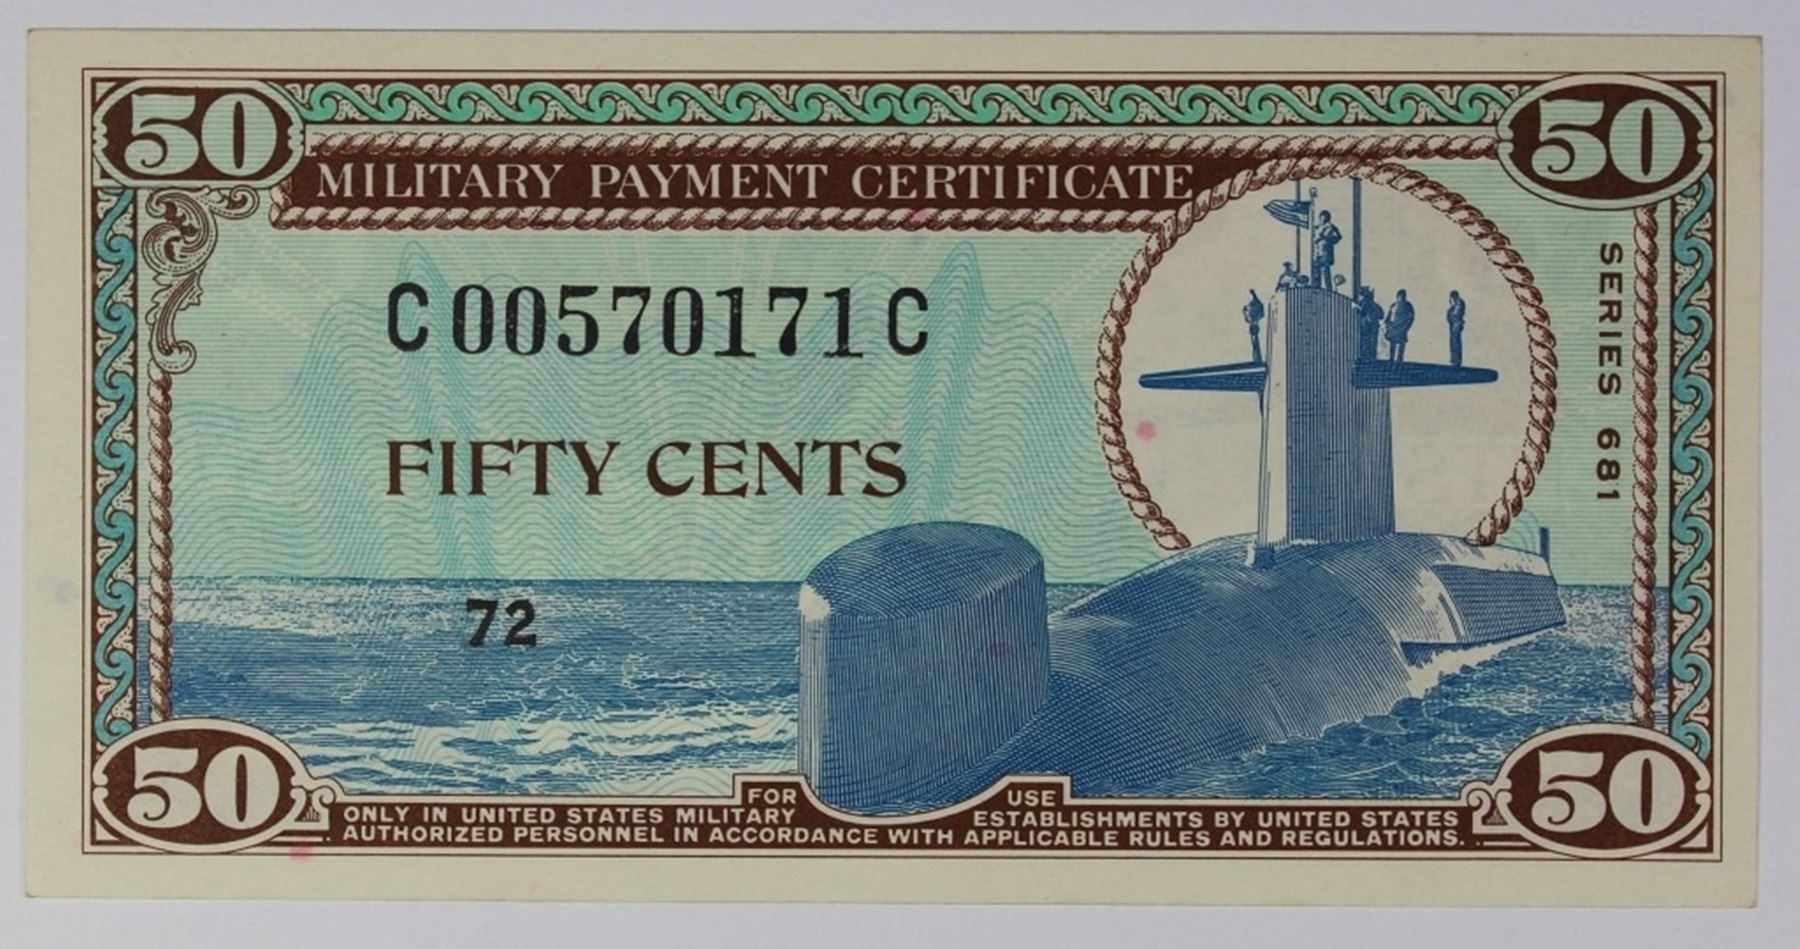 50
50
MILITARY PAYMENT CERTIFICATE
SERIES 681
C00570171C
FIFTY CENTS
72
50
50
FOR USE
ONLY IN UNITED STATES MILITARY ESTABLISHMENTS BY UNITED STATES
AUTHORIZED PERSONNEL IN ACCORDANCE WITH APPLICABLE RULES AND REGULATIONS.